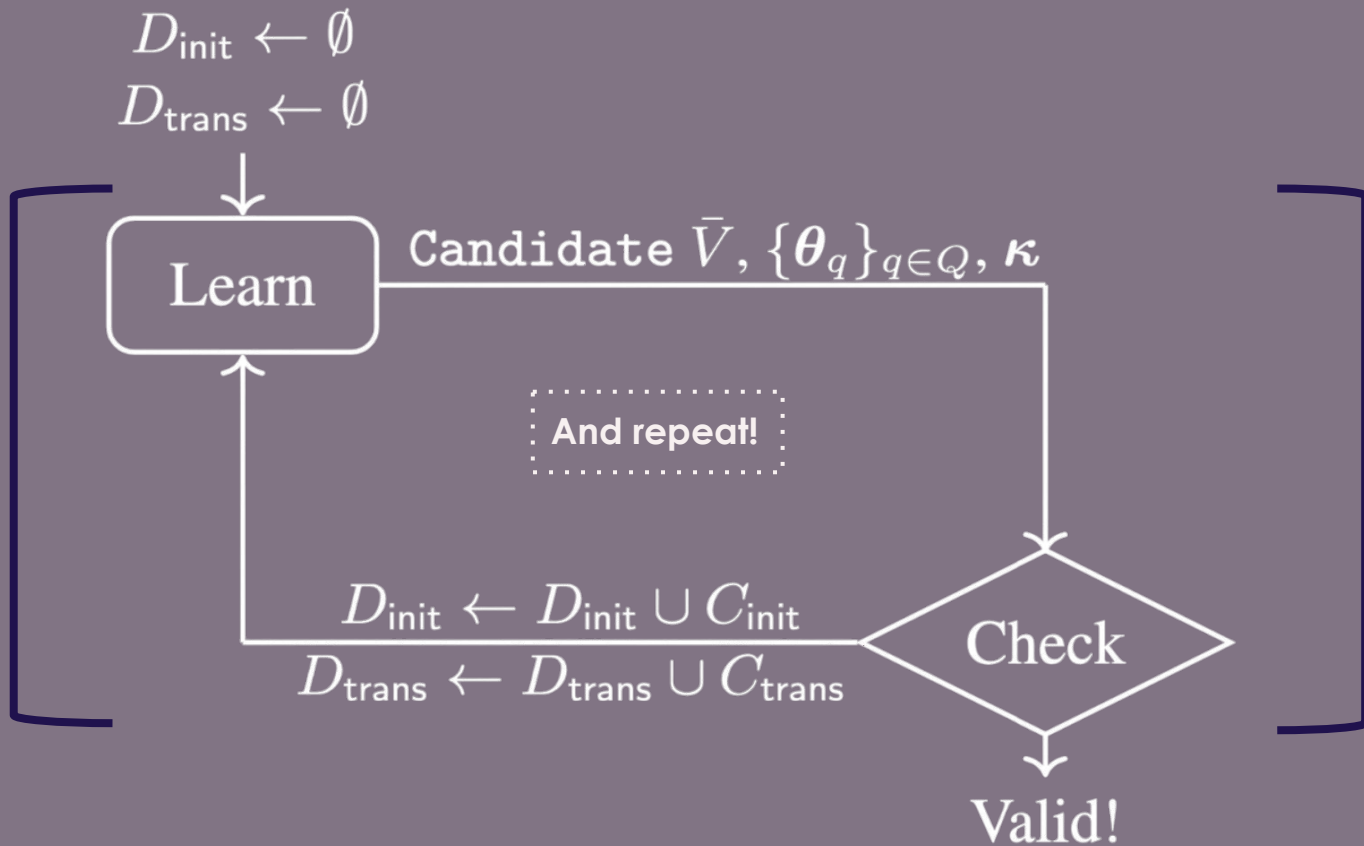 D_init ← ∅
D_trans ← ∅
Learn
Candidate V̄, {θ_q}_{q∈Q}, κ
And repeat!
D_init ← D_init ∪ C_init
D_trans ← D_trans ∪ C_trans
Check
Valid!